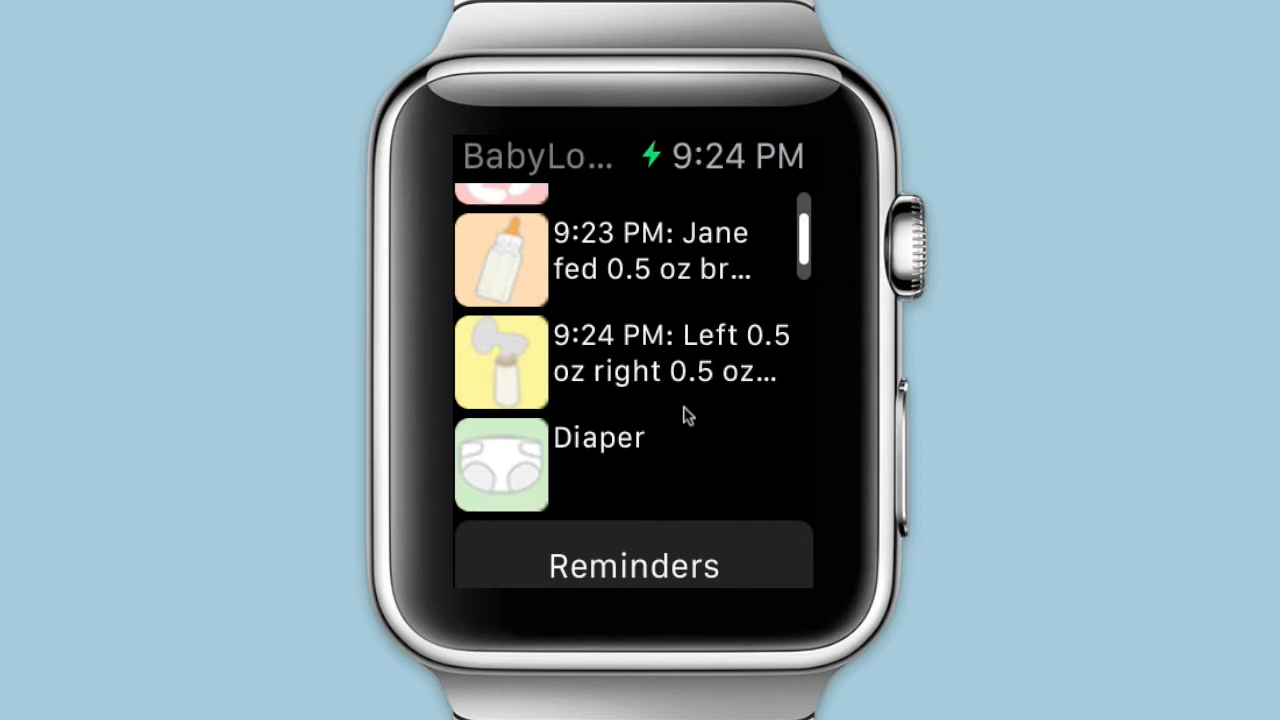 BabyLo... 9:24 PM
9:23 PM: Jane
fed 0.5 oz br...
9:24 PM: Left 0.5
oz right 0.5 oz...
Diaper
Reminders